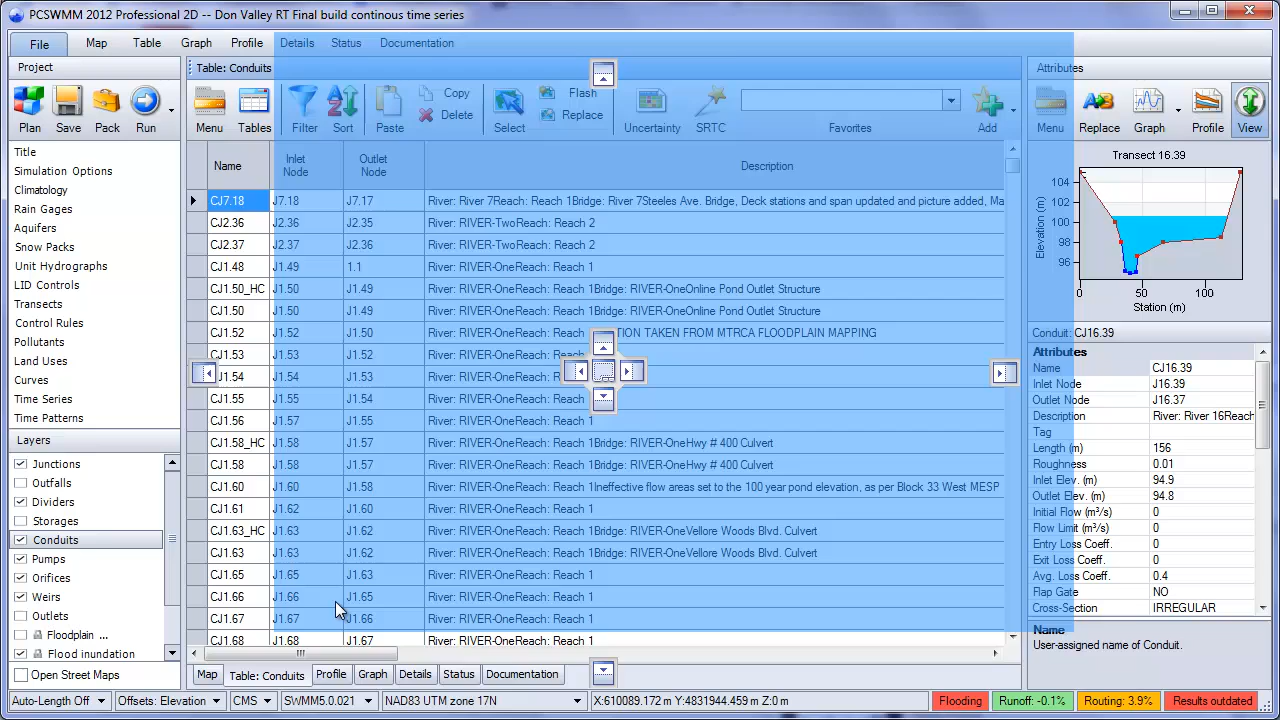 PCSWMM 2012 Professional 2D -- Don Valley RT Final build continous time series
File Map Table Graph Profile Details Status Documentation
Project
Plan Save Pack Run
Title
Simulation Options
Climatology
Rain Gages
Aquifers
Snow Packs
Unit Hydrographs
LID Controls
Transects
Control Rules
Pollutants
Land Uses
Curves
Time Series
Time Patterns
Layers
Junctions
Outfalls
Dividers
Storages
Conduits
Pumps
Orifices
Weirs
Outlets
Floodplain ...
Flood inundation
Open Street Maps
Table: Conduits
Menu Tables Filter Sort Paste Copy Delete Select Flash Replace Uncertainty SRTC Favorites Add
Name Inlet Node Outlet Node Description
CJ7.18 J7.18 J7.17 River: River 7Reach: Reach 1Bridge: River 7Steeles Ave. Bridge, Deck stations and span updated and picture added, Ma
CJ2.36 J2.36 J2.35 River: RIVER-TwoReach: Reach 2
CJ2.37 J2.37 J2.36 River: RIVER-TwoReach: Reach 2
CJ1.48 J1.49 1.1 River: RIVER-OneReach: Reach 1
CJ1.50_HC J1.50 J1.49 River: RIVER-OneReach: Reach 1Bridge: RIVER-OneOnline Pond Outlet Structure
CJ1.50 J1.50 J1.49 River: RIVER-OneReach: Reach 1Bridge: RIVER-OneOnline Pond Outlet Structure
CJ1.52 J1.52 J1.50 River: RIVER-OneReach: Reach TION TAKEN FROM MTRCA FLOODPLAIN MAPPING
CJ1.53 J1.53 J1.52 River: RIVER-OneReach: Reach
J1.54 J1.54 J1.53 River: RIVER-OneReach: Re
CJ1.55 J1.55 J1.54 River: RIVER-OneReach: Reach
CJ1.56 J1.57 J1.55 River: RIVER-OneReach: Reach 1
CJ1.58_HC J1.58 J1.57 River: RIVER-OneReach: Reach 1Bridge: RIVER-OneHwy # 400 Culvert
CJ1.58 J1.58 J1.57 River: RIVER-OneReach: Reach 1Bridge: RIVER-OneHwy # 400 Culvert
CJ1.60 J1.60 J1.58 River: RIVER-OneReach: Reach 1Ineffective flow areas set to the 100 year pond elevation, as per Block 33 West MESP
CJ1.61 J1.62 J1.60 River: RIVER-OneReach: Reach 1
CJ1.63_HC J1.63 J1.62 River: RIVER-OneReach: Reach 1Bridge: RIVER-OneVellore Woods Blvd. Culvert
CJ1.63 J1.63 J1.62 River: RIVER-OneReach: Reach 1Bridge: RIVER-OneVellore Woods Blvd. Culvert
CJ1.65 J1.65 J1.63 River: RIVER-OneReach: Reach 1
CJ1.66 J1.66 J1.65 River: RIVER-OneReach: Reach 1
CJ1.67 J1.67 J1.66 River: RIVER-OneReach: Reach 1
CJ1.68 J1.68 J1.67 River: RIVER-OneReach: Reach 1
Map Table: Conduits Profile Graph Details Status Documentation
Attributes
Menu Replace Graph Profile View
Transect 16.39
Elevation (m)
104
102
100
98
96
0 50 100
Station (m)
Conduit: CJ16.39
Attributes
Name CJ16.39
Inlet Node J16.39
Outlet Node J16.37
Description River: River 16Reach
Tag
Length (m) 156
Roughness 0.01
Inlet Elev. (m) 94.9
Outlet Elev. (m) 94.8
Initial Flow (m³/s) 0
Flow Limit (m³/s) 0
Entry Loss Coeff. 0
Exit Loss Coeff. 0
Avg. Loss Coeff. 0.4
Flap Gate NO
Cross-Section IRREGULAR
Name
User-assigned name of Conduit.
Auto-Length: Off Offsets: Elevation CMS SWMM5.0.021 NAD83 UTM zone 17N X:610089.172 m Y:4831944.459 m Z:0 m Flooding Runoff: -0.1% Routing: 3.9% Results outdated